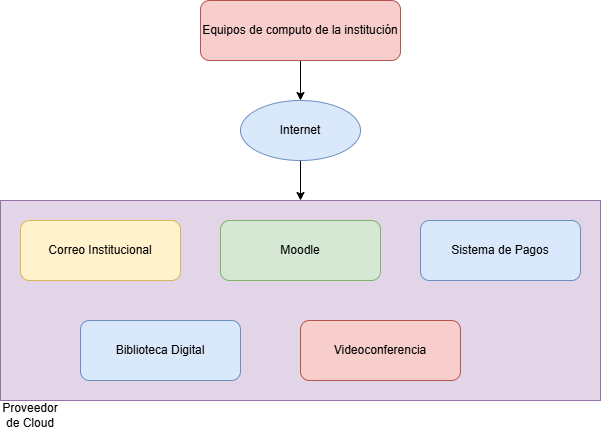 Equipos de computo de la institución
Internet
Correo Institucional
Moodle
Sistema de Pagos
Biblioteca Digital
Videoconferencia
Proveedor
de Cloud